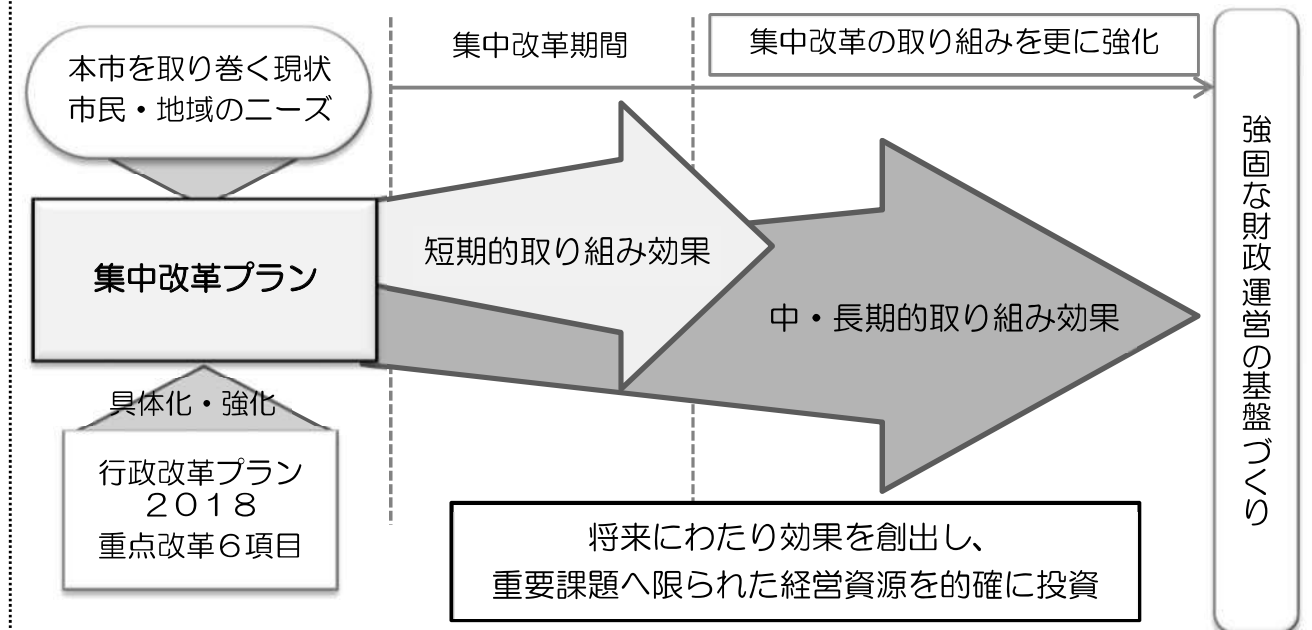 本市を取り巻く現状
市民・地域のニーズ
集中改革期間
集中改革の取り組みを更に強化
集中改革プラン
短期的取り組み効果
中・長期的取り組み効果
具体化・強化
行政改革プラン
２０１８
重点改革６項目
将来にわたり効果を創出し、
重要課題へ限られた経営資源を的確に投資
強固な財政運営の基盤づくり